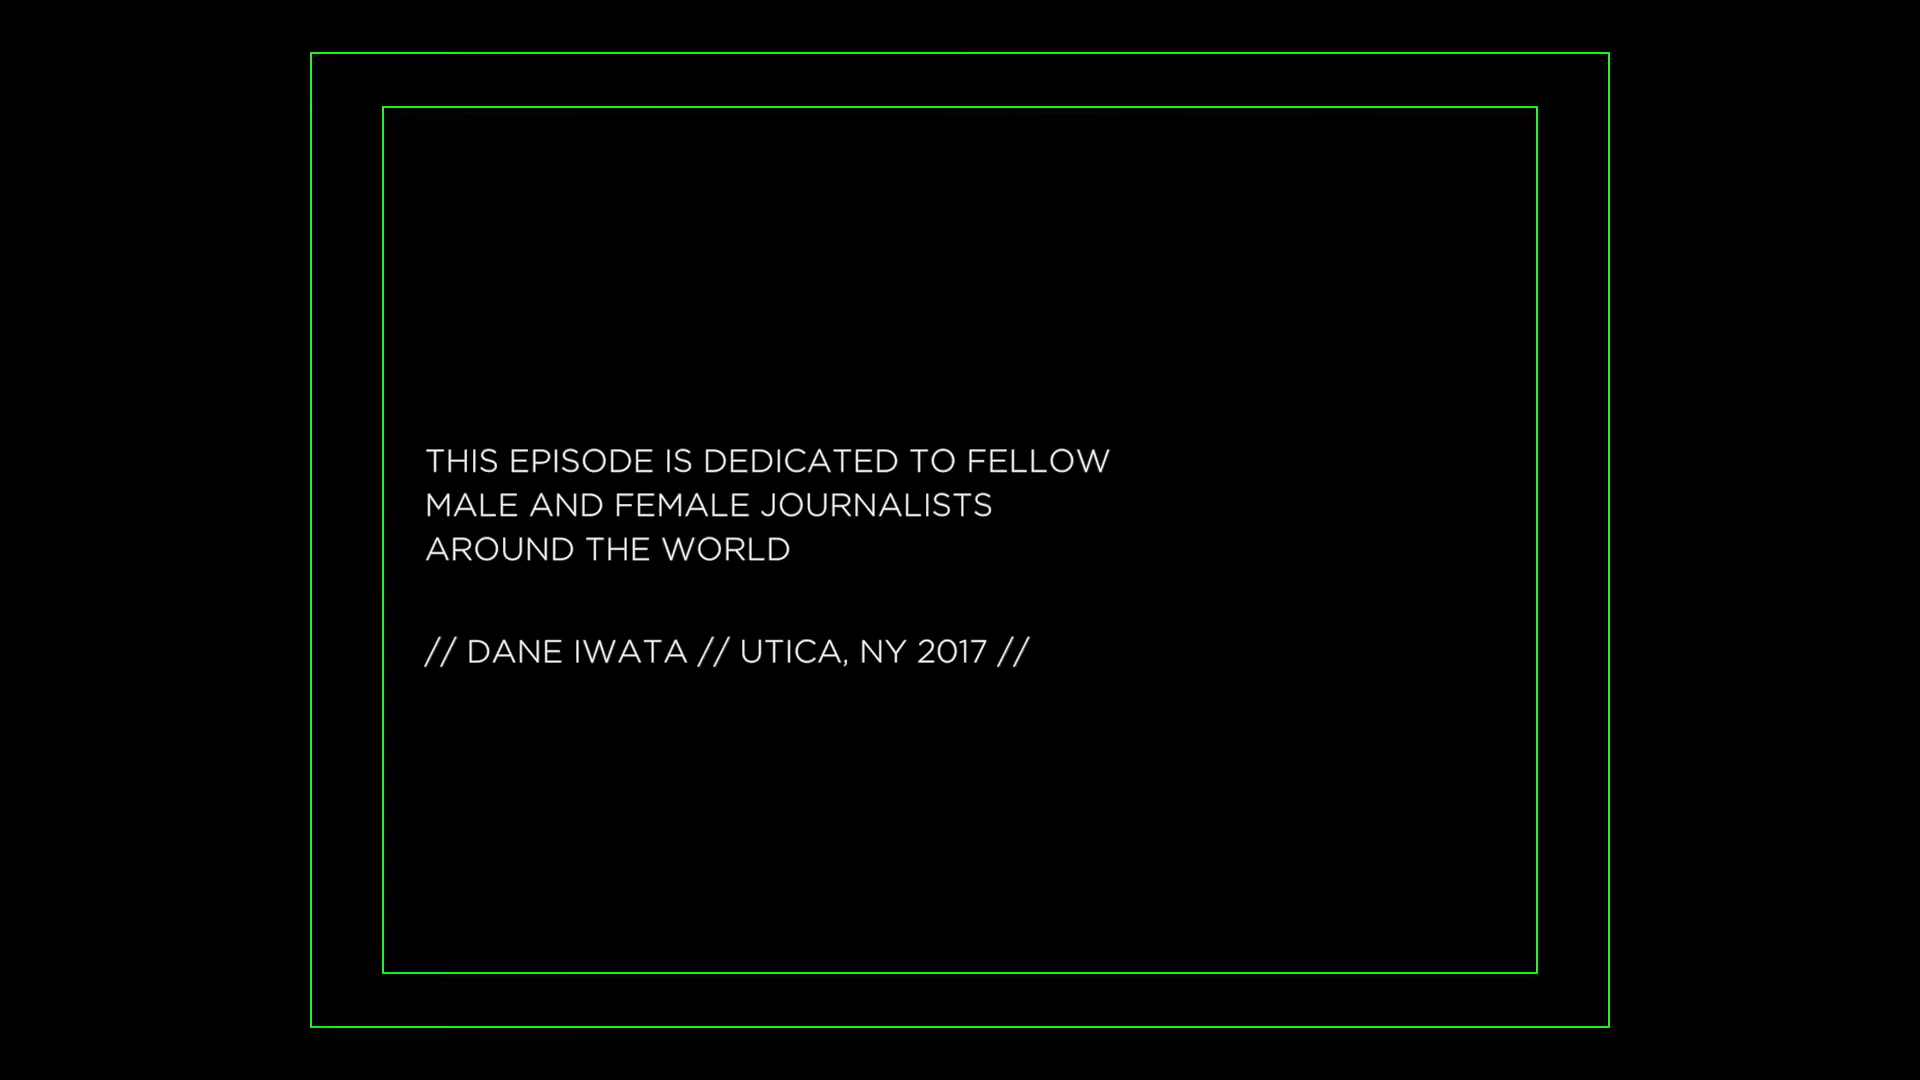 THIS EPISODE IS DEDICATED TO FELLOW
MALE AND FEMALE JOURNALISTS
AROUND THE WORLD
// DANE IWATA // UTICA, NY 2017 //